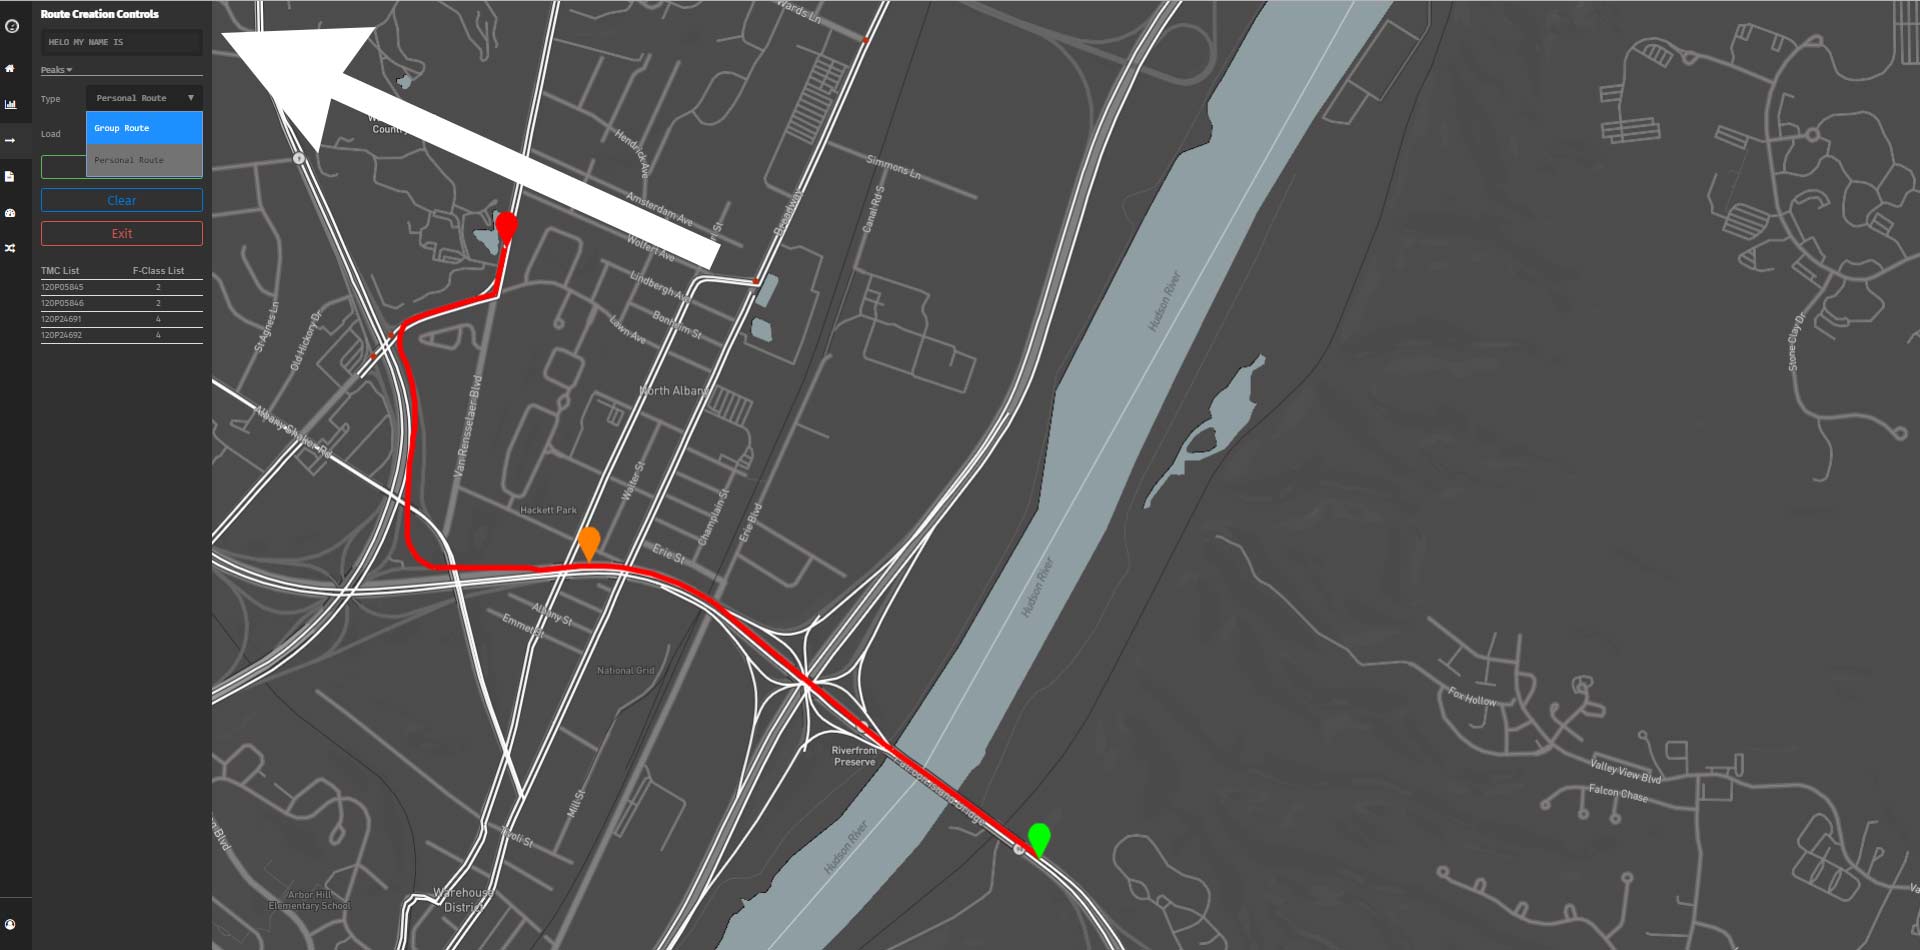 Route Creation Controls
HELO MY NAME IS
Peaks
Type
Personal Route
Group Route
Personal Route
Load
Clear
Exit
TMC List F-Class List
120P05845 2
120P05846 2
120P24691 4
120P24692 4
Wards Ln
Hendrick Ave
Simmons Ln
Amsterdam Ave
Broadway
Canal Rd S
Wolfert Ave
Lindbergh Ave
Bonheim St
Lawn Ave
St Agnes Ln
Old Hickory Dr
Hudson River
Stone Clay Dr
North Albany
Van Rensselaer Blvd
Albany Shaker Rd
Walter St
Hackett Park
Champlain St
Erie Blvd
Erie St
Hudson River
Albany St
Emmet St
National Grid
Fox Hollow
Riverfront
Preserve
Patroon Island Bridge
Valley View Blvd
Falcon Chase
Mill St
Tivoli St
Hudson River
Blvd
Arbor Hill
Elementary School
Warehouse
District